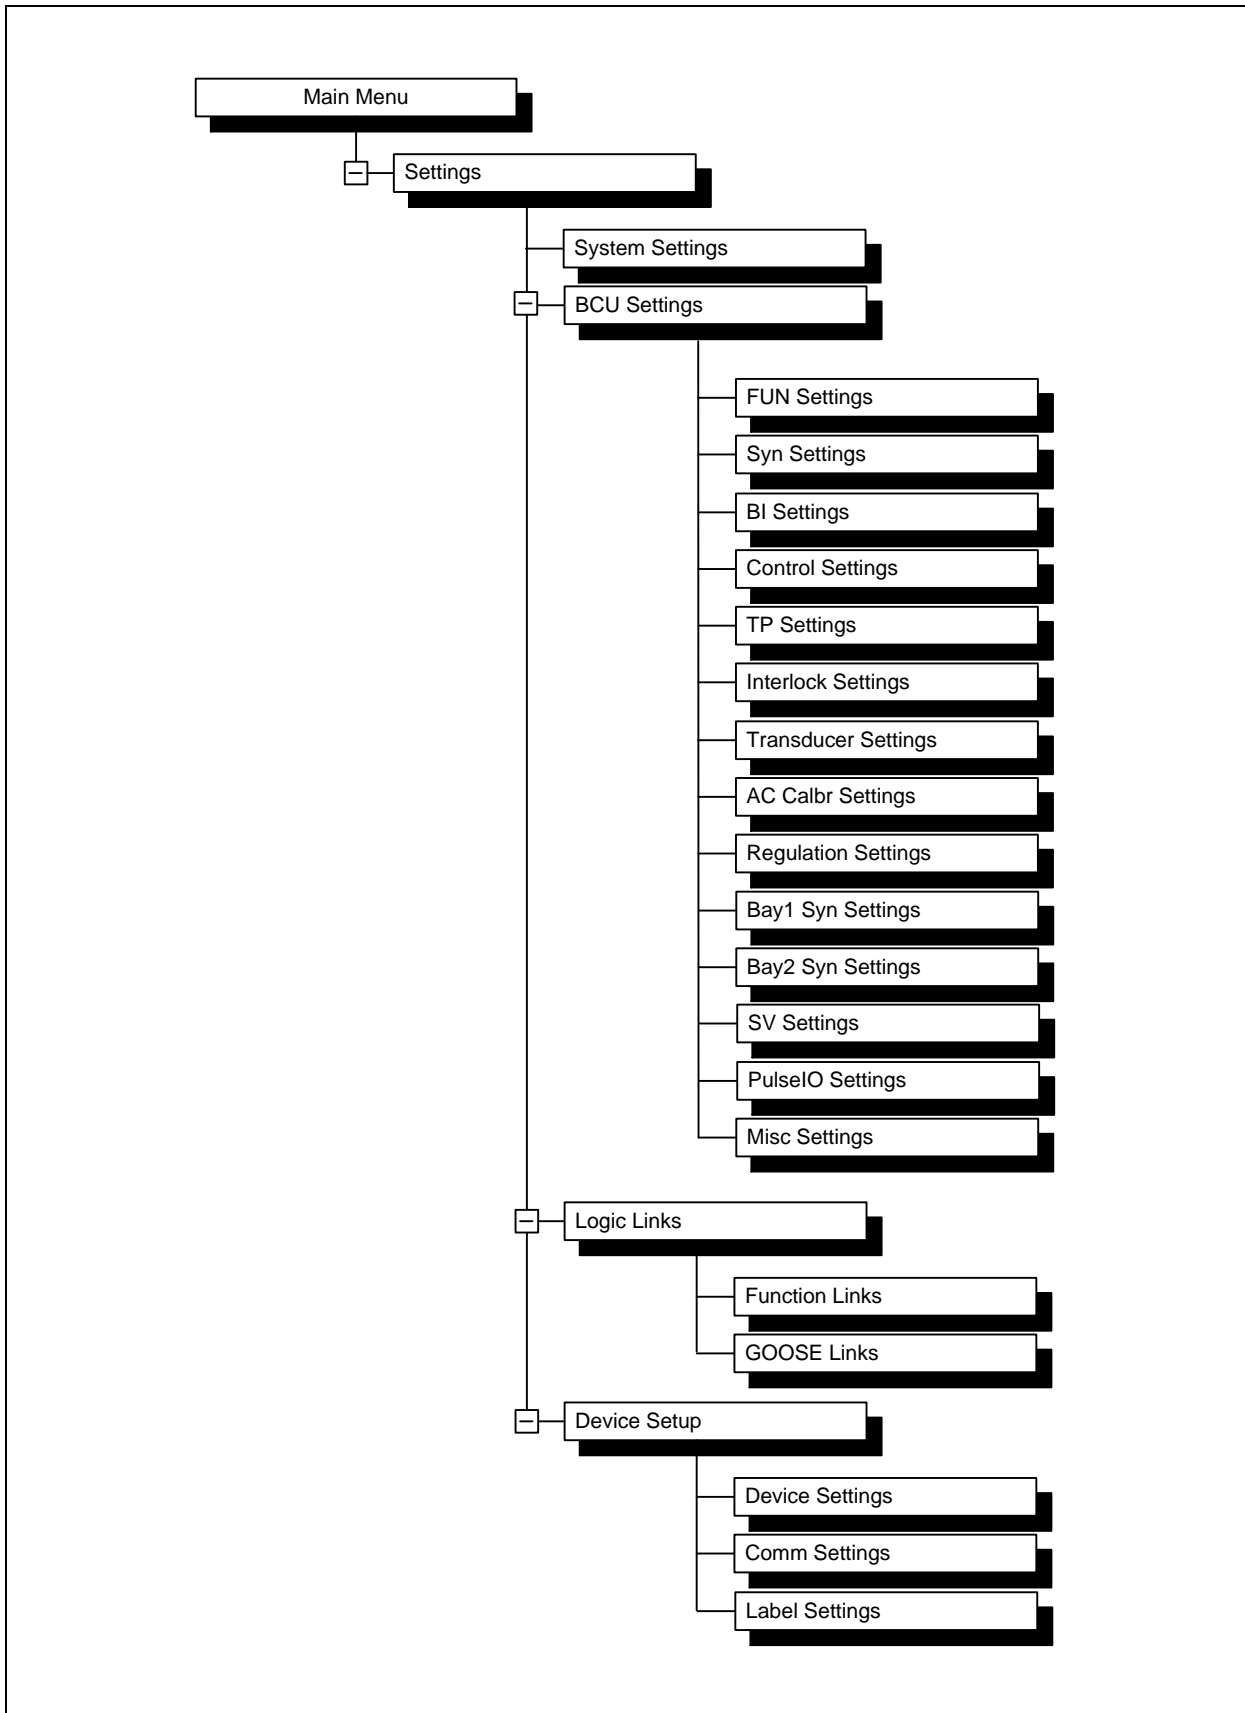 Main Menu
Settings
System Settings
BCU Settings
FUN Settings
Syn Settings
BI Settings
Control Settings
TP Settings
Interlock Settings
Transducer Settings
AC Calbr Settings
Regulation Settings
Bay1 Syn Settings
Bay2 Syn Settings
SV Settings
PulseIO Settings
Misc Settings
Logic Links
Function Links
GOOSE Links
Device Setup
Device Settings
Comm Settings
Label Settings